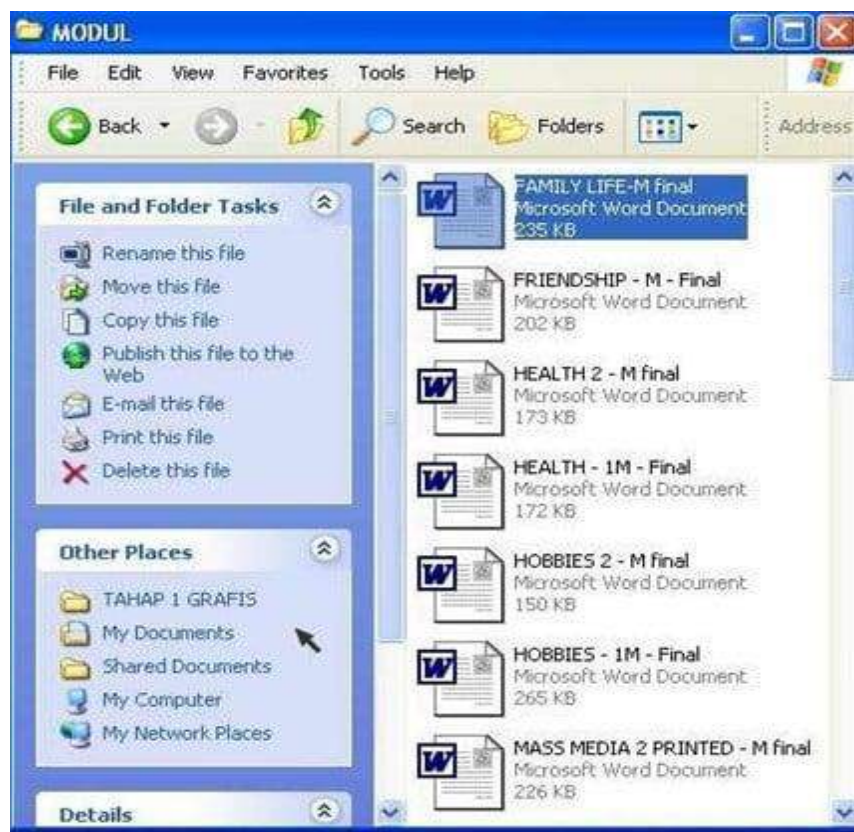 MODUL
File Edit View Favorites Tools Help
Back Search Folders Address
File and Folder Tasks
Rename this file
Move this file
Copy this file
Publish this file to the
Web
E-mail this file
Print this file
Delete this file
Other Places
TAHAP 1 GRAFIS
My Documents
Shared Documents
My Computer
My Network Places
Details
FAMILY LIFE-M final
Microsoft Word Document
235 KB
FRIENDSHIP - M - Final
Microsoft Word Document
202 KB
HEALTH 2 - M final
Microsoft Word Document
173 KB
HEALTH - 1M - Final
Microsoft Word Document
172 KB
HOBBIES 2 - M final
Microsoft Word Document
150 KB
HOBBIES - 1M - Final
Microsoft Word Document
265 KB
MASS MEDIA 2 PRINTED - M final
Microsoft Word Document
226 KB